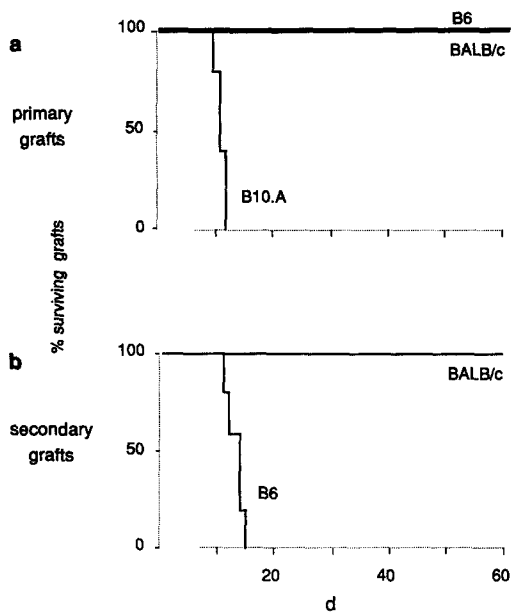 B6
a
100
BALB/c
primary
grafts
50
B10.A
0
% surviving grafts
b
100
BALB/c
secondary
grafts
50
B6
0
20
40
60
d